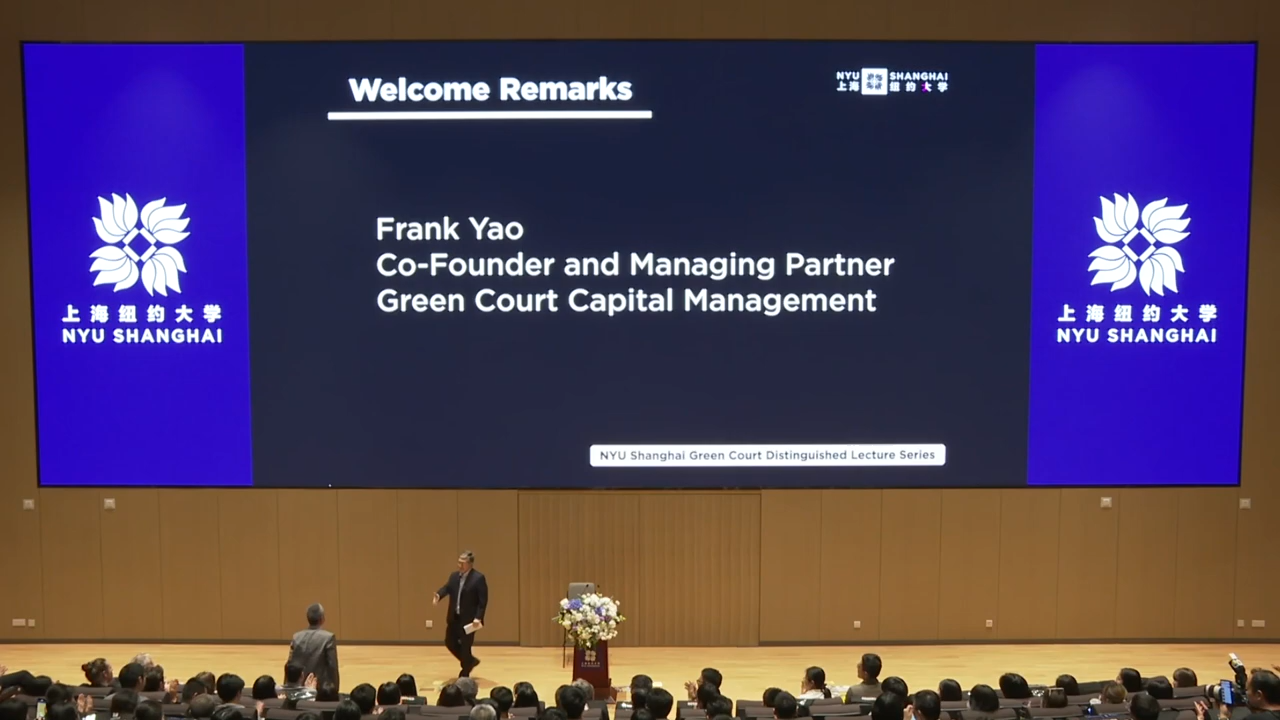 Welcome Remarks
NYU SHANGHAI
上海 纽约大学
Frank Yao
Co-Founder and Managing Partner
Green Court Capital Management
NYU Shanghai Green Court Distinguished Lecture Series
上海纽约大学
NYU SHANGHAI
上海纽约大学
NYU SHANGHAI